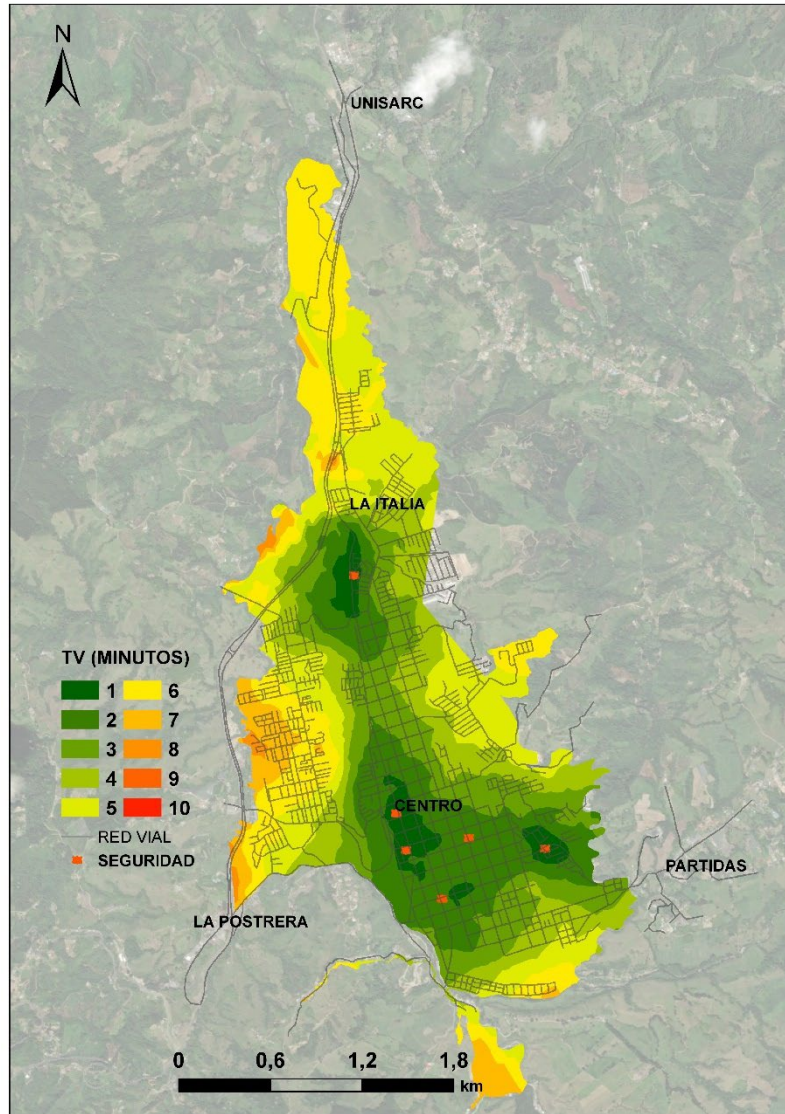 N
UNISARC
LA ITALIA
TV (MINUTOS)
1 6
2 7
3 8
4 9
5 10
RED VIAL
SEGURIDAD
CENTRO
PARTIDAS
LA POSTRERA
0 0,6 1,2 1,8
km